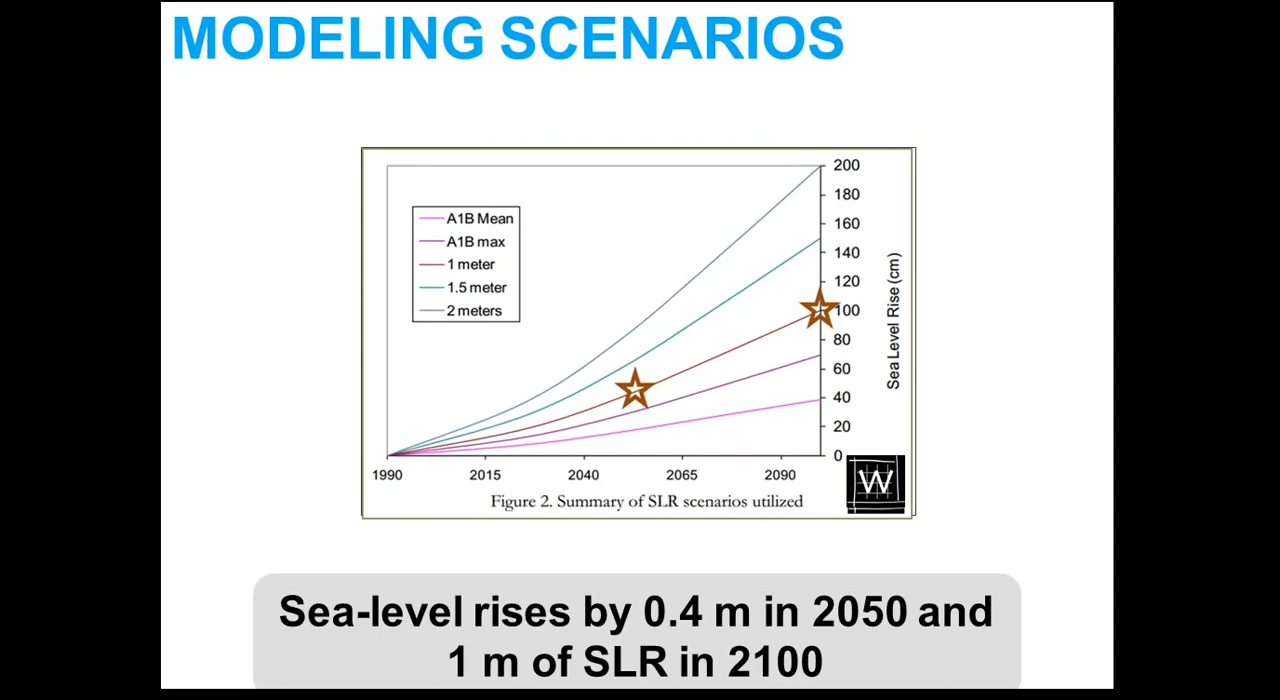 MODELING SCENARIOS
200
180
160
140
120
100
80
60
40
20
0
Sea Level Rise (cm)
A1B Mean
A1B max
1 meter
1.5 meter
2 meters
1990 2015 2040 2065 2090
Figure 2. Summary of SLR scenarios utilized
W
Sea-level rises by 0.4 m in 2050 and
1 m of SLR in 2100